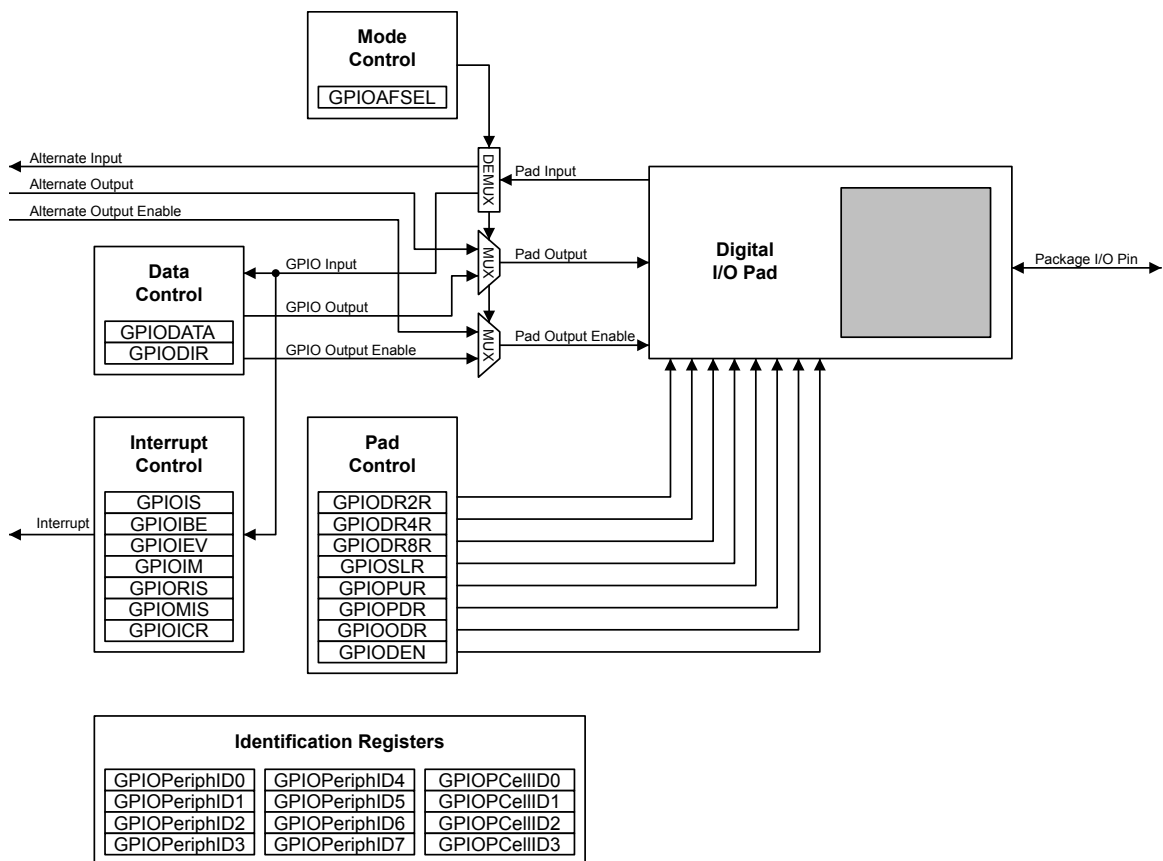 Mode
Control
GPIOAFSEL
Alternate Input
Alternate Output
Alternate Output Enable
DEMUX
Pad Input
MUX
Pad Output
MUX
Pad Output Enable
Digital
I/O Pad
Package I/O Pin
Data
Control
GPIODATA
GPIODIR
GPIO Input
GPIO Output
GPIO Output Enable
Interrupt
Control
GPIOIS
GPIOIBE
GPIOIEV
GPIOIM
GPIORIS
GPIOMIS
GPIOICR
Interrupt
Pad
Control
GPIODR2R
GPIODR4R
GPIODR8R
GPIOSLR
GPIOPUR
GPIOPDR
GPIOODR
GPIODEN
Identification Registers
GPIOPeriphID0 GPIOPeriphID4 GPIOPCellID0
GPIOPeriphID1 GPIOPeriphID5 GPIOPCellID1
GPIOPeriphID2 GPIOPeriphID6 GPIOPCellID2
GPIOPeriphID3 GPIOPeriphID7 GPIOPCellID3